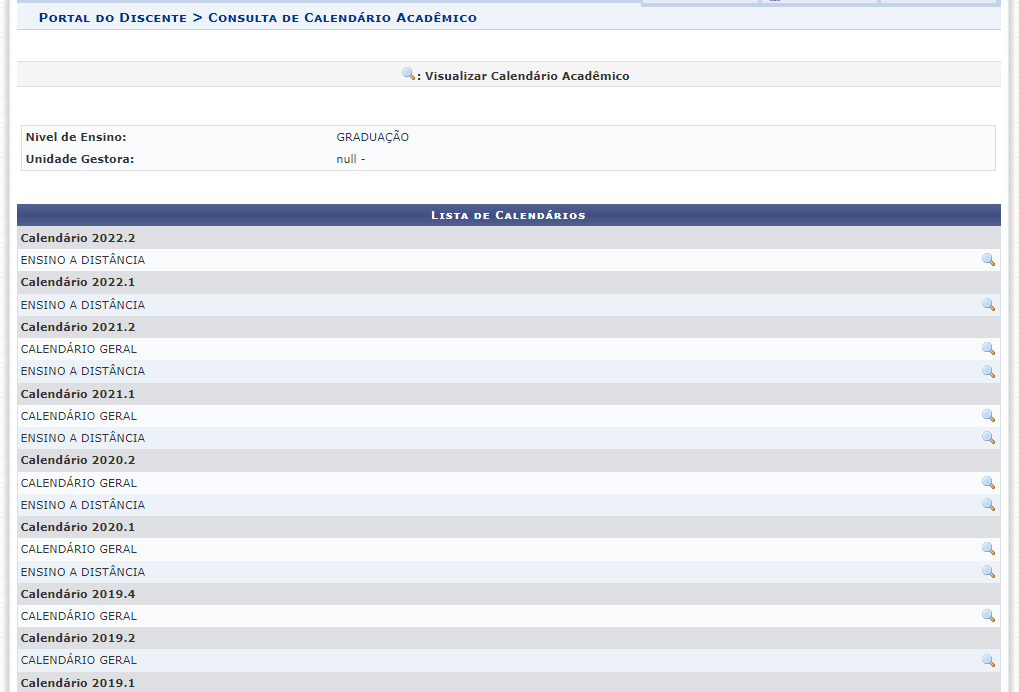 Portal do Discente > Consulta de Calendário Acadêmico
: Visualizar Calendário Acadêmico
Nivel de Ensino: GRADUAÇÃO
Unidade Gestora: null -
Lista de Calendários
Calendário 2022.2
ENSINO A DISTÂNCIA
Calendário 2022.1
ENSINO A DISTÂNCIA
Calendário 2021.2
CALENDÁRIO GERAL
ENSINO A DISTÂNCIA
Calendário 2021.1
CALENDÁRIO GERAL
ENSINO A DISTÂNCIA
Calendário 2020.2
CALENDÁRIO GERAL
ENSINO A DISTÂNCIA
Calendário 2020.1
CALENDÁRIO GERAL
ENSINO A DISTÂNCIA
Calendário 2019.4
CALENDÁRIO GERAL
Calendário 2019.2
CALENDÁRIO GERAL
Calendário 2019.1